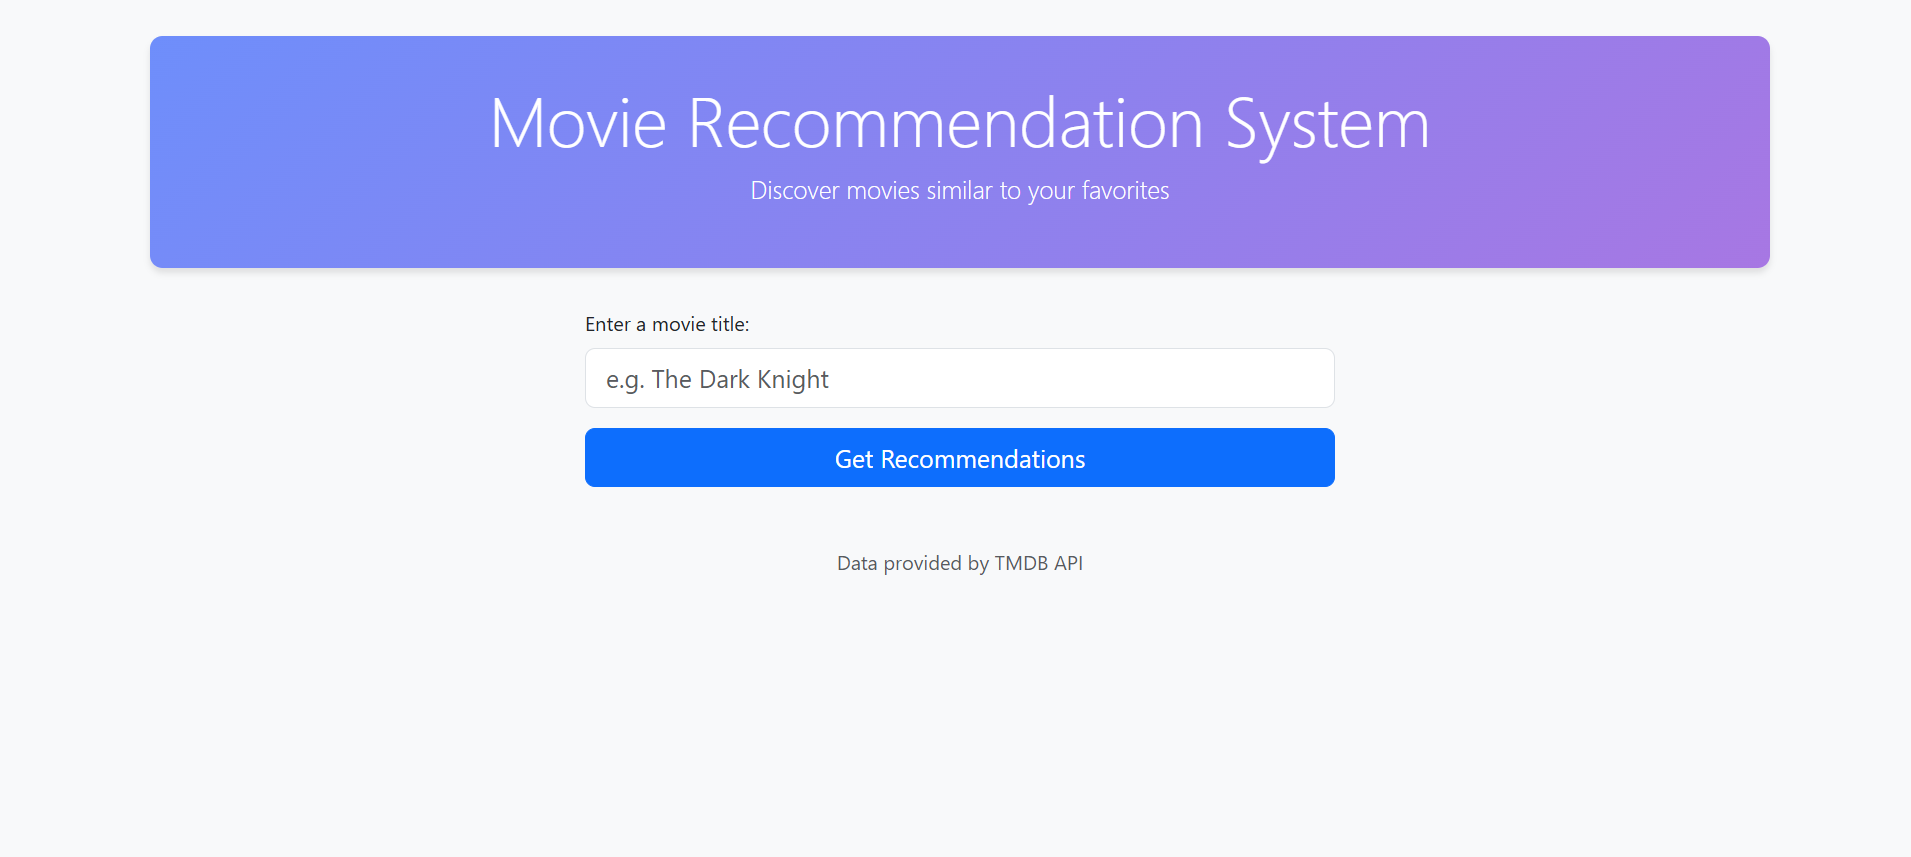 Movie Recommendation System
Discover movies similar to your favorites
Enter a movie title:
e.g. The Dark Knight
Get Recommendations
Data provided by TMDB API